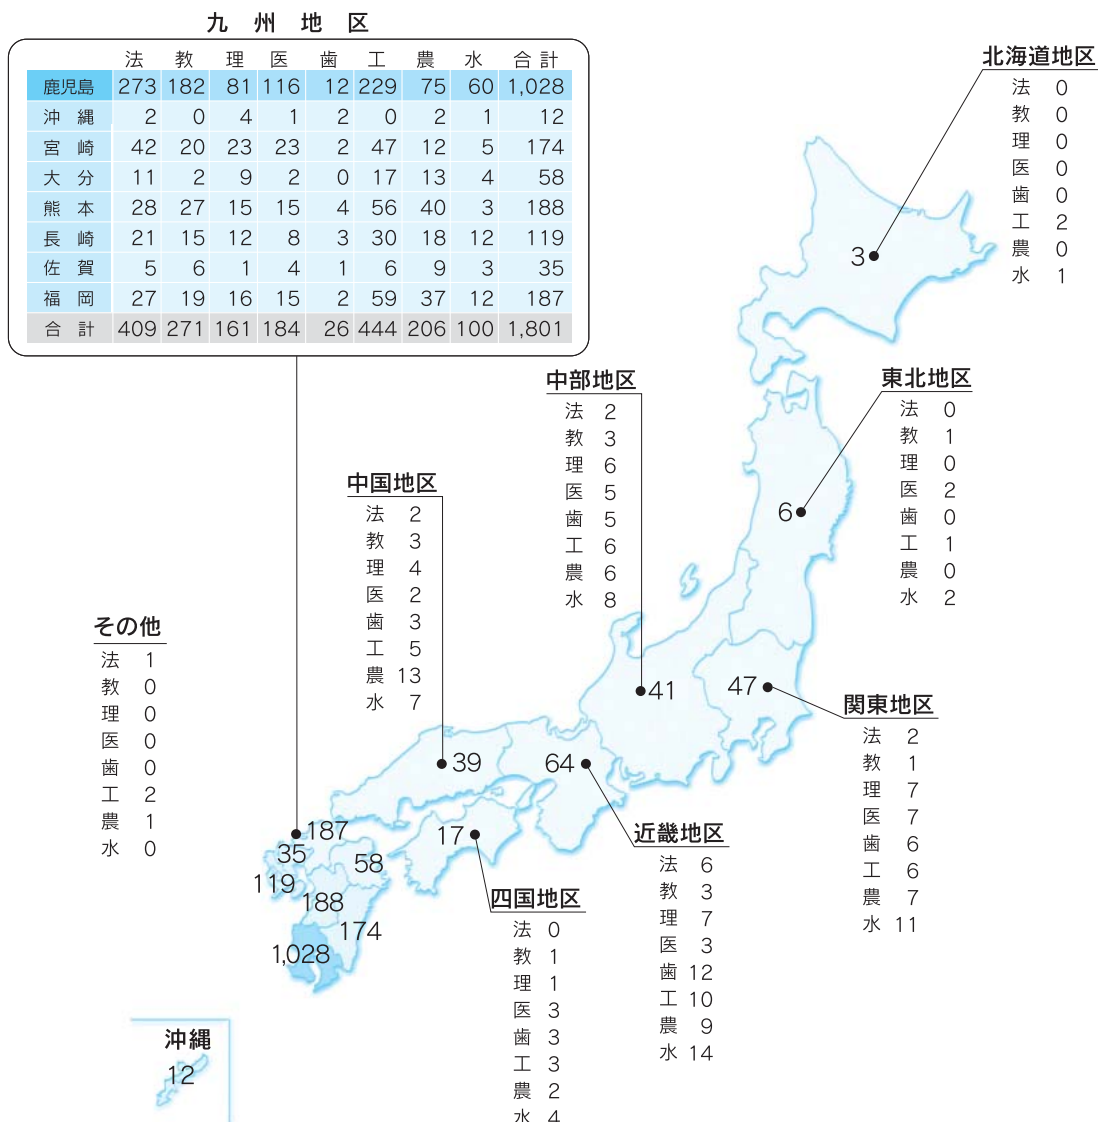 九州地区
法 教 理 医 歯 工 農 水 合計
鹿児島 273 182 81 116 12 229 75 60 1,028
沖縄 2 0 4 1 2 0 2 1 12
宮崎 42 20 23 23 2 47 12 5 174
大分 11 2 9 2 0 17 13 4 58
熊本 28 27 15 15 4 56 40 3 188
長崎 21 15 12 8 3 30 18 12 119
佐賀 5 6 1 4 1 6 9 3 35
福岡 27 19 16 15 2 59 37 12 187
合計 409 271 161 184 26 444 206 100 1,801
北海道地区
法 0
教 0
理 0
医 0
歯 0
工 2
農 0
水 1
3
東北地区
法 0
教 1
理 0
医 2
歯 0
工 1
農 0
水 2
6
中部地区
法 2
教 3
理 6
医 5
歯 5
工 6
農 6
水 8
41
中国地区
法 2
教 3
理 4
医 2
歯 3
工 5
農 13
水 7
39
その他
法 1
教 0
理 0
医 0
歯 0
工 2
農 1
水 0
関東地区
法 2
教 1
理 7
医 7
歯 6
工 6
農 7
水 11
47
近畿地区
法 6
教 3
理 7
医 3
歯 12
工 10
農 9
水 14
64
四国地区
法 0
教 1
理 1
医 3
歯 3
工 3
農 2
水 4
17
187
35
58
119
188
174
1,028
沖縄
12